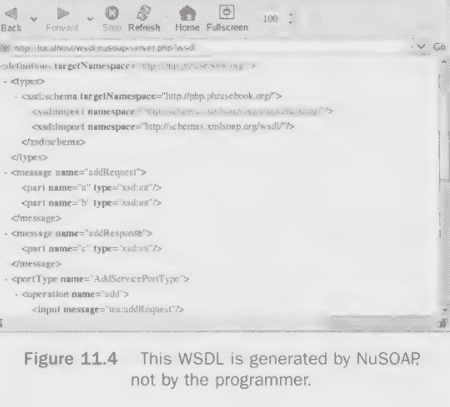 Back Forward Stop Refresh Home Fullscreen 100
localhost/wsdl/nusoap-server.php?wsdl Go
definitions targetNamespace=
- <types>
- <xsd:schema targetNamespace="http://php.phrasebook.org/">
<xsd:import namespace=
<xsd:import namespace="http://schemas.xmlsoap.org/wsdl/"/>
</xsd:schema>
</types>
- <message name="addRequest">
<part name="a" type="xsd:int"/>
<part name="b" type="xsd:int"/>
</message>
- <message name="addResponse">
<part name="c" type="xsd:int"/>
</message>
- <portType name="AddServicePortType">
- <operation name="add">
<input message="tns:addRequest"/>
Figure 11.4 This WSDL is generated by NuSOAP,
not by the programmer.